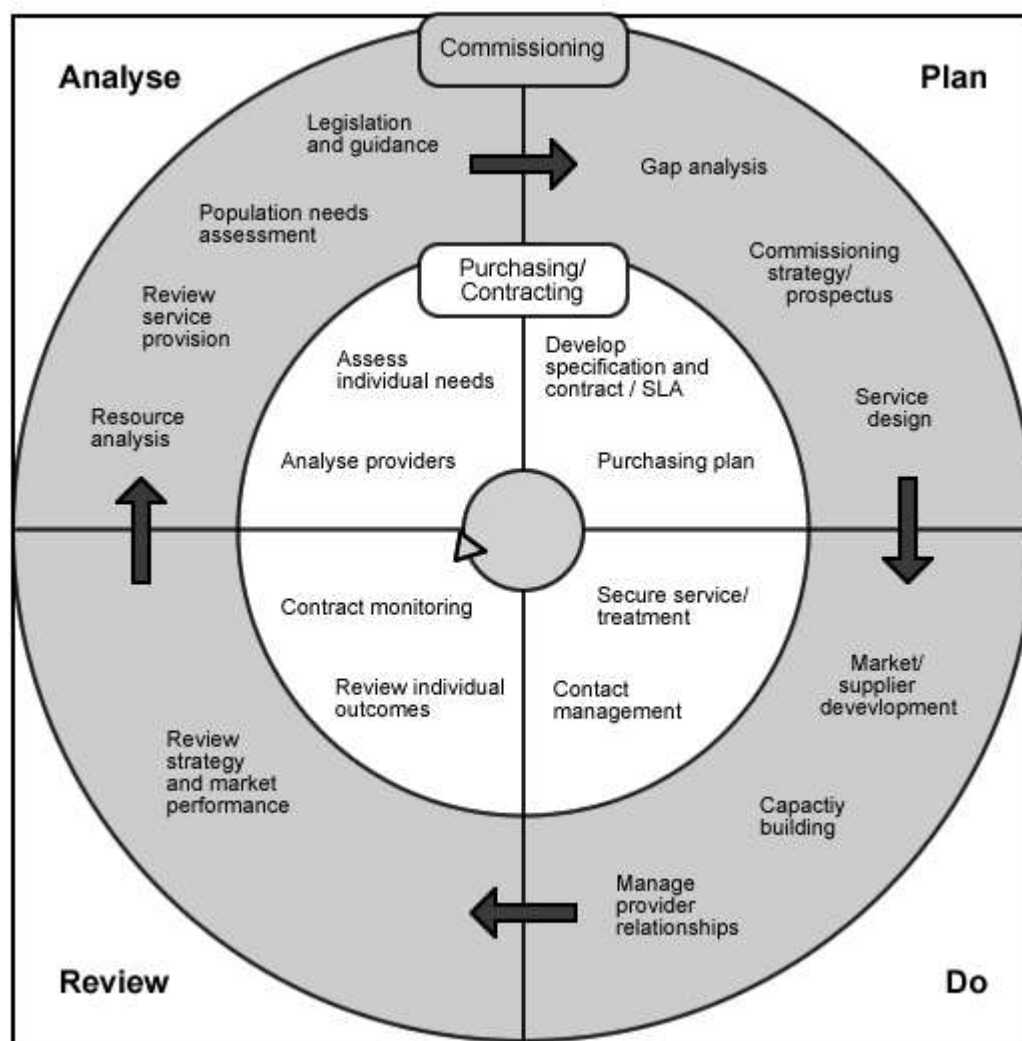 Commissioning
Analyse
Plan
Legislation
and guidance
Gap analysis
Population needs
assessment
Commissioning
strategy/
prospectus
Purchasing/
Contracting
Review
service
provision
Assess
individual needs
Develop
specification and
contract / SLA
Resource
analysis
Service
design
Analyse providers
Purchasing plan
Contract monitoring
Secure service/
treatment
Review individual
outcomes
Contact
management
Market/
supplier
devevlopment
Review
strategy
and market
performance
Capactiy
building
Manage
provider
relationships
Review
Do